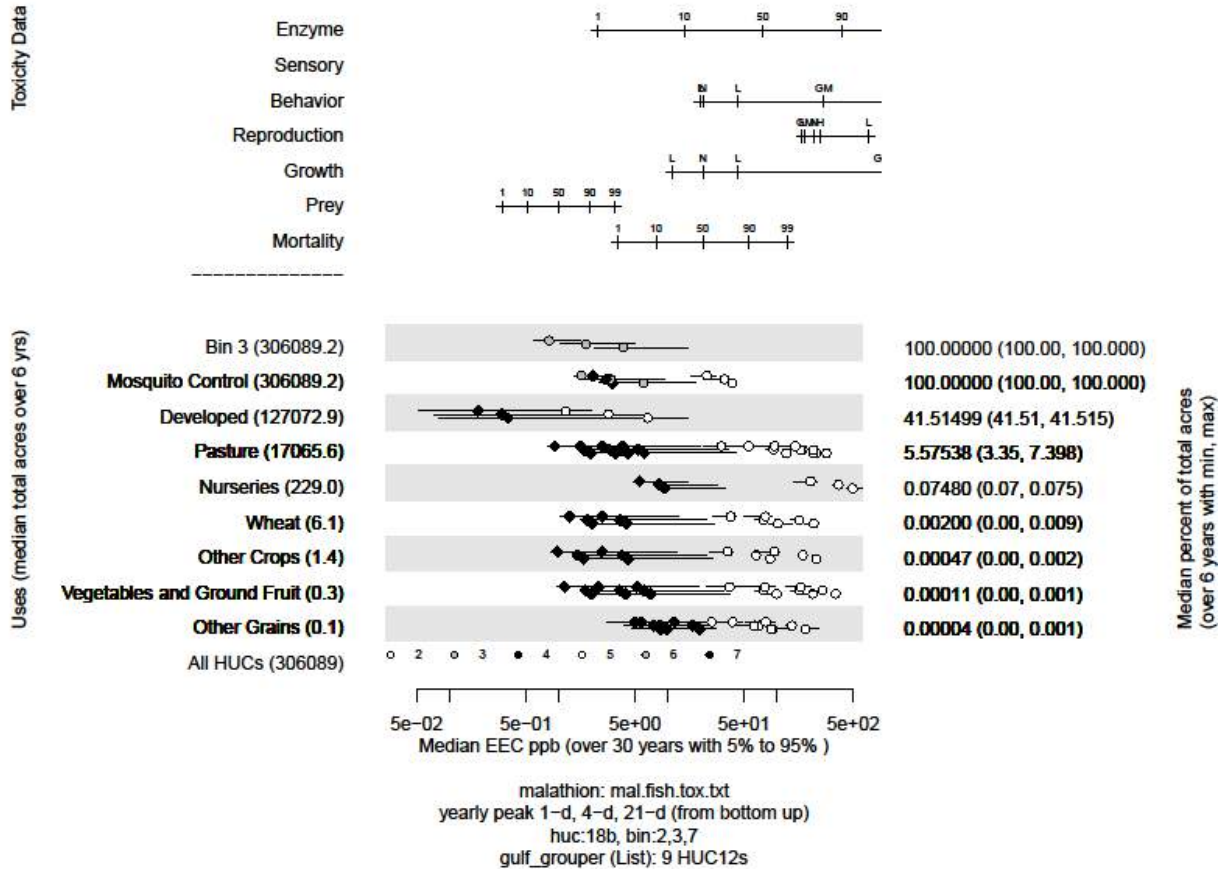 Toxicity Data
Enzyme 1 10 50 90
Sensory
Behavior N L GM
Reproduction L
Growth L N L G
Prey 1 10 50 90 99
Mortality 1 10 50 90 99
--------------
Uses (median total acres over 6 yrs)
Bin 3 (306089.2) 100.00000 (100.00, 100.000)
Mosquito Control (306089.2) 100.00000 (100.00, 100.000)
Developed (127072.9) 41.51499 (41.51, 41.515)
Pasture (17065.6) 5.57538 (3.35, 7.398)
Nurseries (229.0) 0.07480 (0.07, 0.075)
Wheat (6.1) 0.00200 (0.00, 0.009)
Other Crops (1.4) 0.00047 (0.00, 0.002)
Vegetables and Ground Fruit (0.3) 0.00011 (0.00, 0.001)
Other Grains (0.1) 0.00004 (0.00, 0.001)
All HUCs (306089) 2 3 4 5 6 7
Median percent of total acres
(over 6 years with min, max)
5e−02 5e−01 5e+00 5e+01 5e+02
Median EEC ppb (over 30 years with 5% to 95% )
malathion: mal.fish.tox.txt
yearly peak 1−d, 4−d, 21−d (from bottom up)
huc:18b, bin:2,3,7
gulf_grouper (List): 9 HUC12s